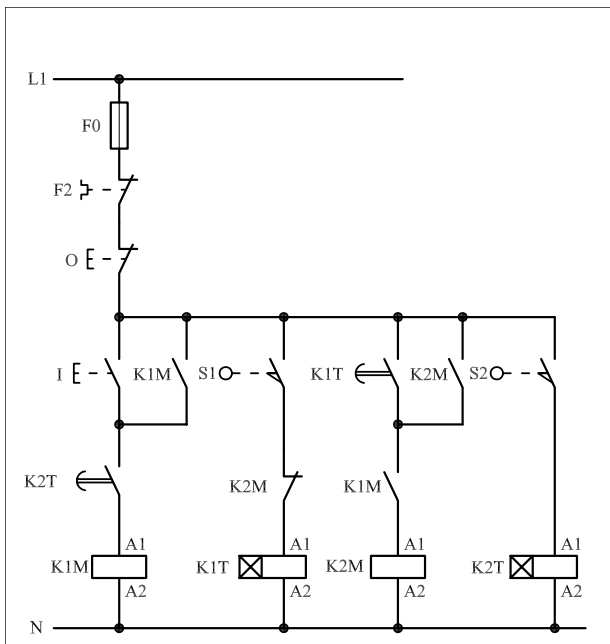 L1
F0
F2
O
I K1M S1 K1T K2M S2
K2T K2M K1M
A1 A1 A1 A1
K1M K1T K2M K2T
A2 A2 A2 A2
N